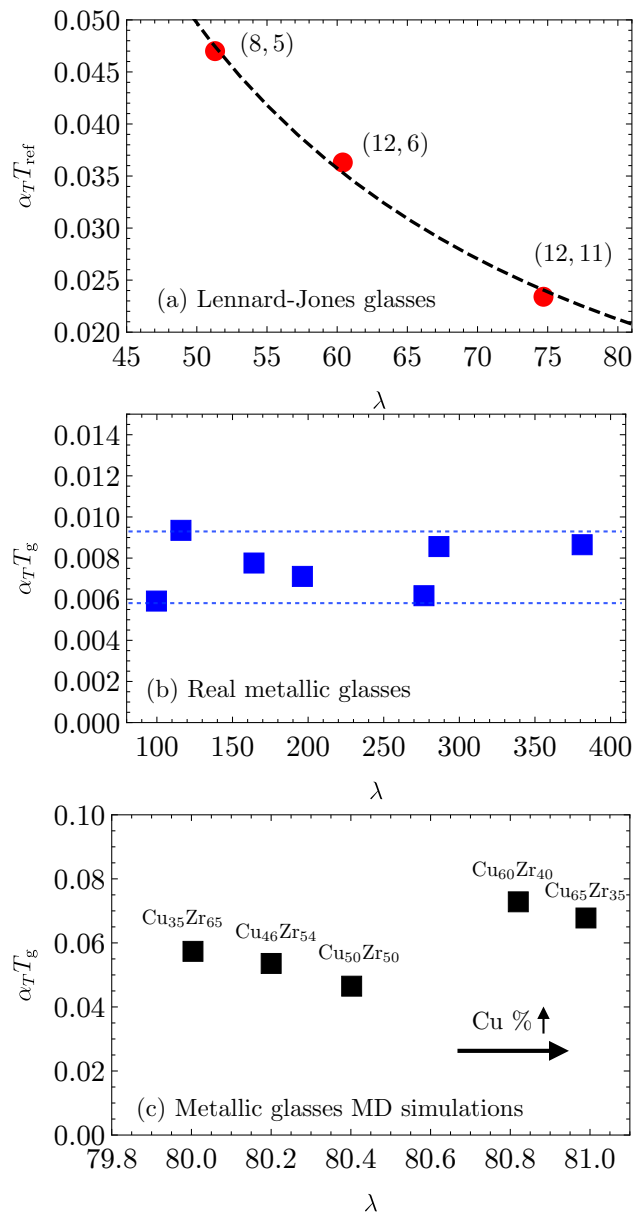 0.050
0.045
0.040
0.035
0.030
0.025
0.020
α_T T_ref
(8, 5)
(12, 6)
(12, 11)
(a) Lennard-Jones glasses
45 50 55 60 65 70 75 80
λ
0.014
0.012
0.010
0.008
0.006
0.004
0.002
0.000
α_T T_g
(b) Real metallic glasses
100 150 200 250 300 350 400
λ
0.10
0.08
0.06
0.04
0.02
0.00
α_T T_g
Cu₆₀Zr₄₀
Cu₆₅Zr₃₅
Cu₃₅Zr₆₅
Cu₄₆Zr₅₄
Cu₅₀Zr₅₀
Cu %
(c) Metallic glasses MD simulations
79.8 80.0 80.2 80.4 80.6 80.8 81.0
λ